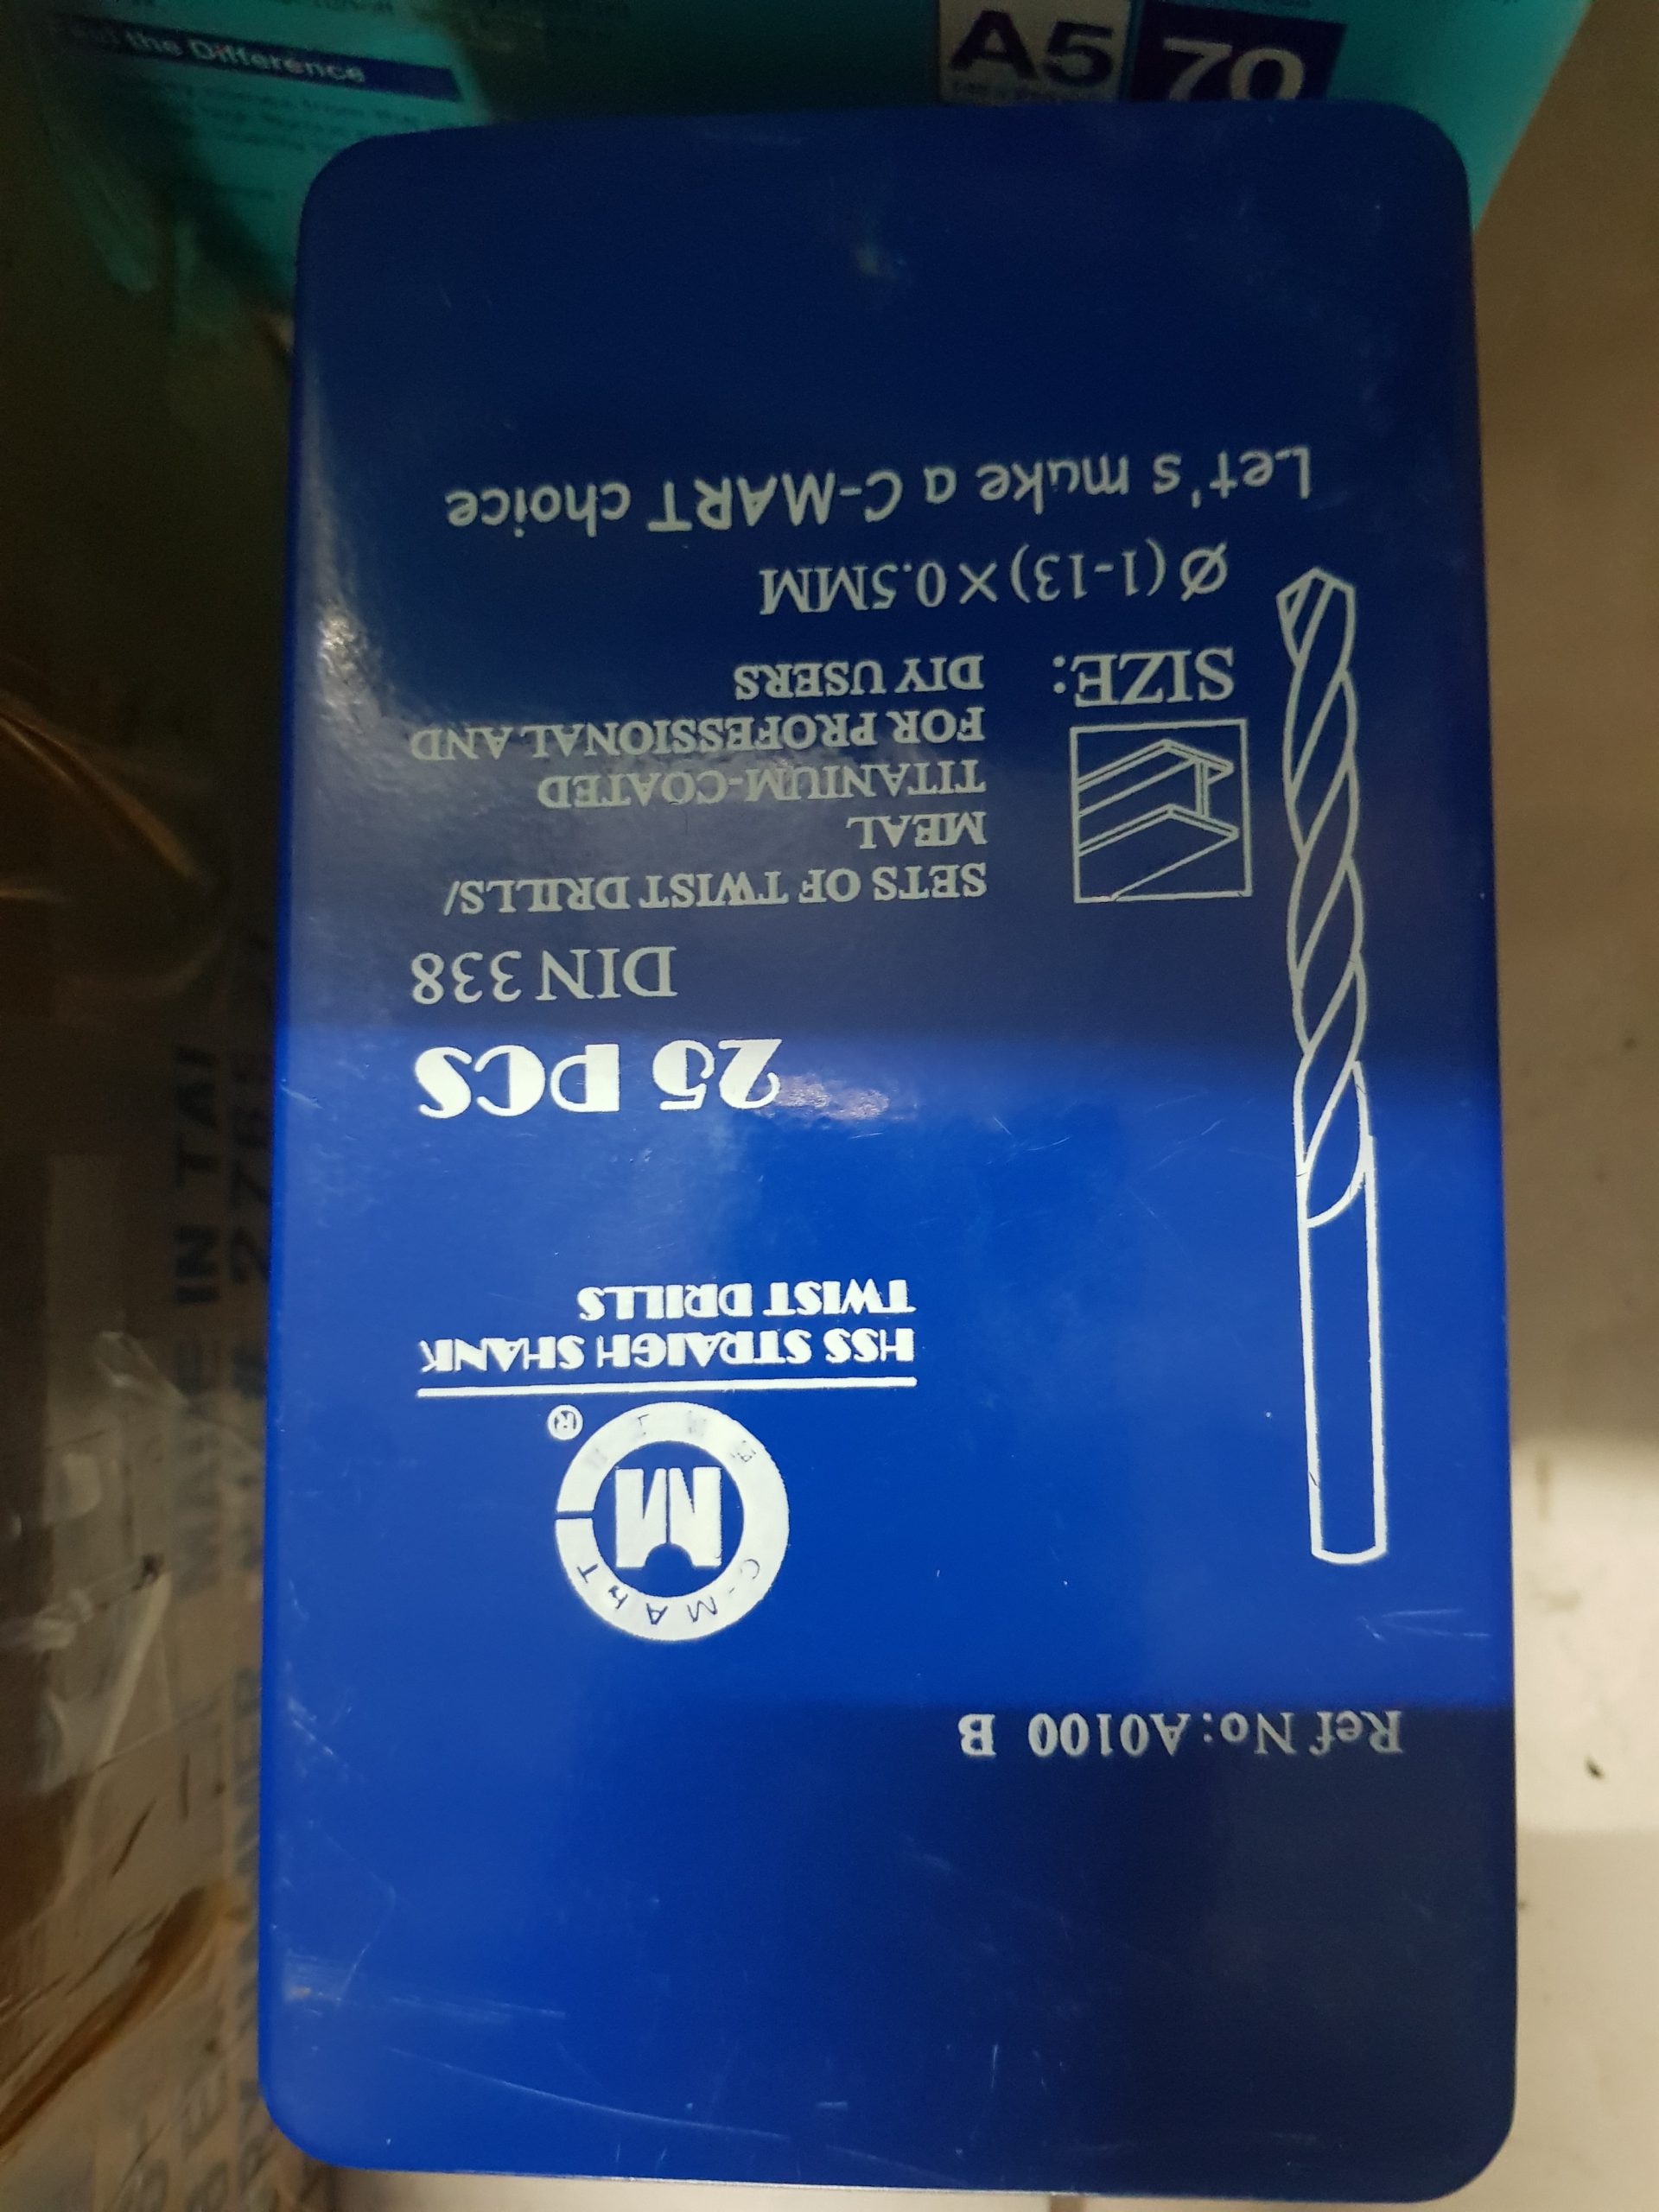 Ref No:A0100 B
C-MART
M
®
HSS STRAIGH SHANK
TWIST DRILLS
25 PCS
DIN 338
SETS OF TWIST DRILLS/
MEAL
TITANIUM-COATED
FOR PROFESSIONAL AND
DIY USERS
SIZE:
Ø (1-13)×0.5MM
Let's make a C-MART choice
A5
70
the Difference
IN TAI